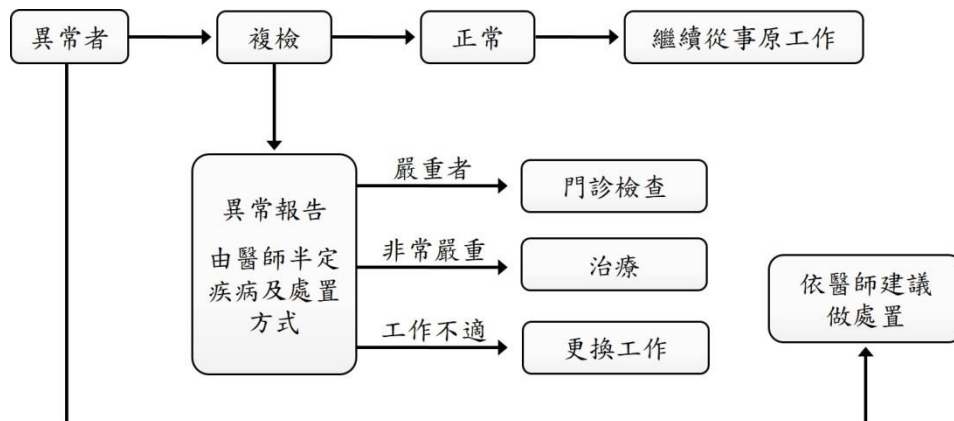 異常者
複檢
正常
繼續從事原工作
異常報告
由醫師半定
疾病及處置
方式
嚴重者
門診檢查
非常嚴重
治療
工作不適
更換工作
依醫師建議
做處置